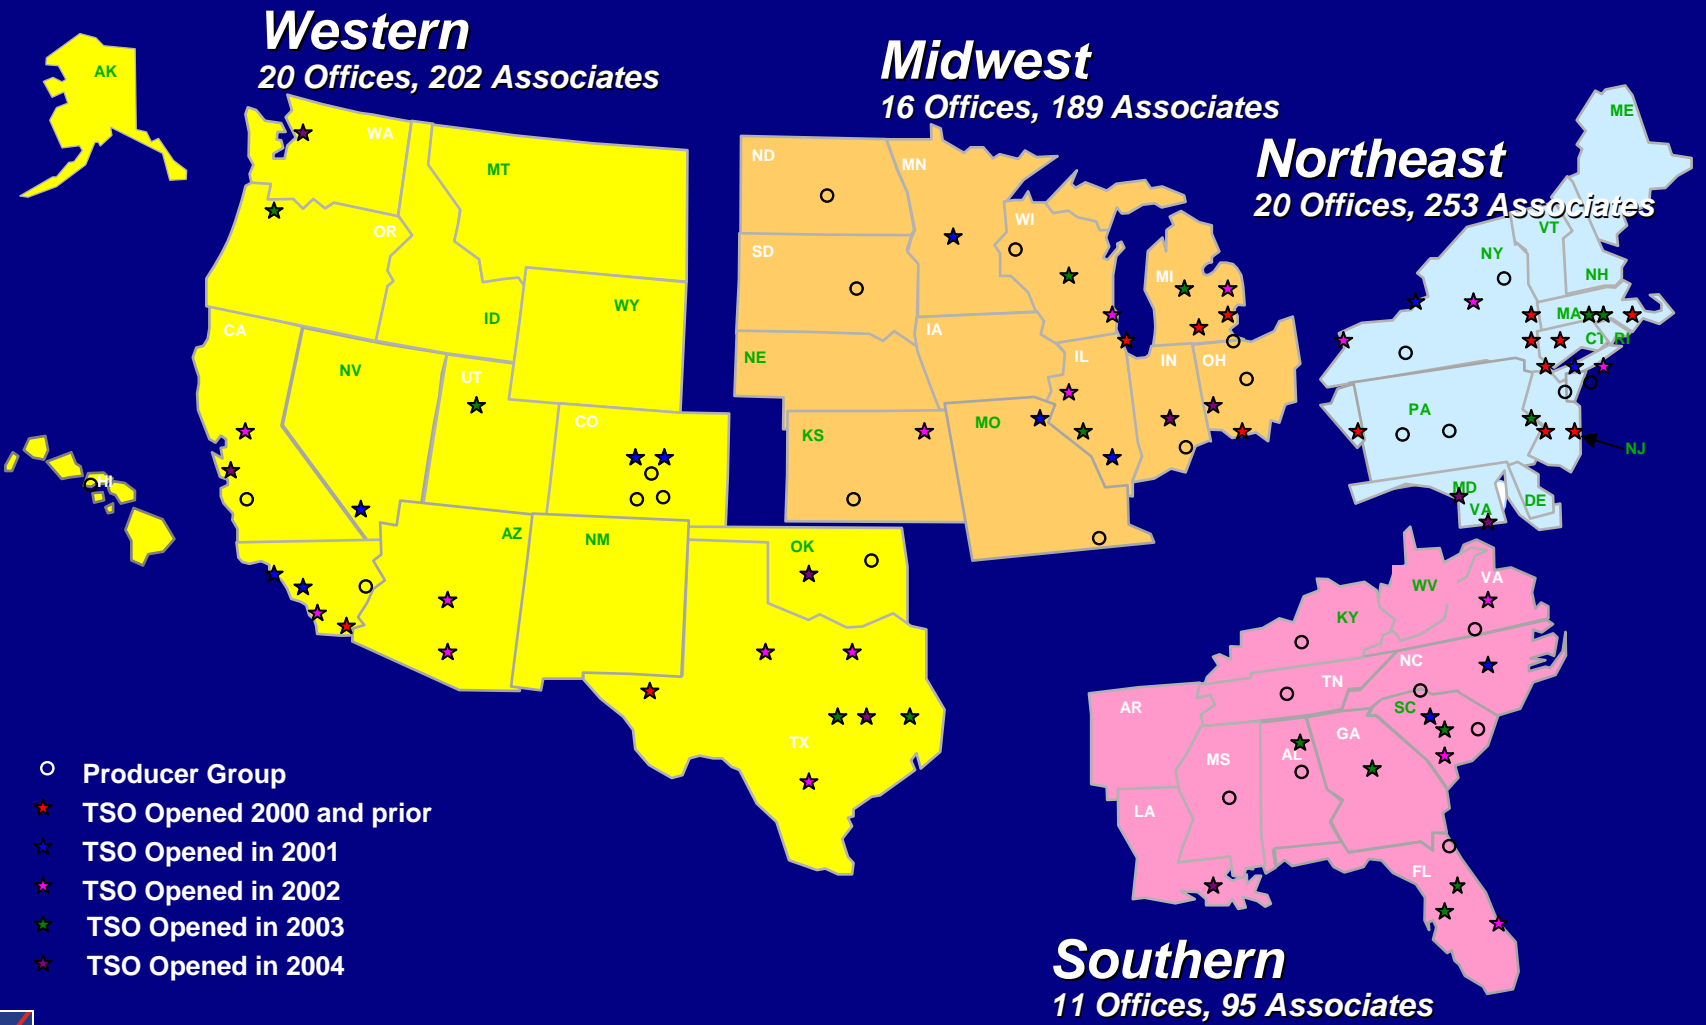 Western
20 Offices, 202 Associates
Midwest
16 Offices, 189 Associates
Northeast
20 Offices, 253 Associates
AK
WA
MT
OR
ID
WY
CA
NV
UT
CO
HI
AZ
NM
OK
TX
ND
MN
SD
WI
MI
IA
NE
IL
IN
OH
KS
MO
ME
VT
NY
NH
MA
CT
RI
PA
NJ
MD
VA
DE
VA
WV
KY
NC
TN
SC
AR
GA
MS
AL
LA
FL
Producer Group
TSO Opened 2000 and prior
TSO Opened in 2001
TSO Opened in 2002
TSO Opened in 2003
TSO Opened in 2004
Southern
11 Offices, 95 Associates